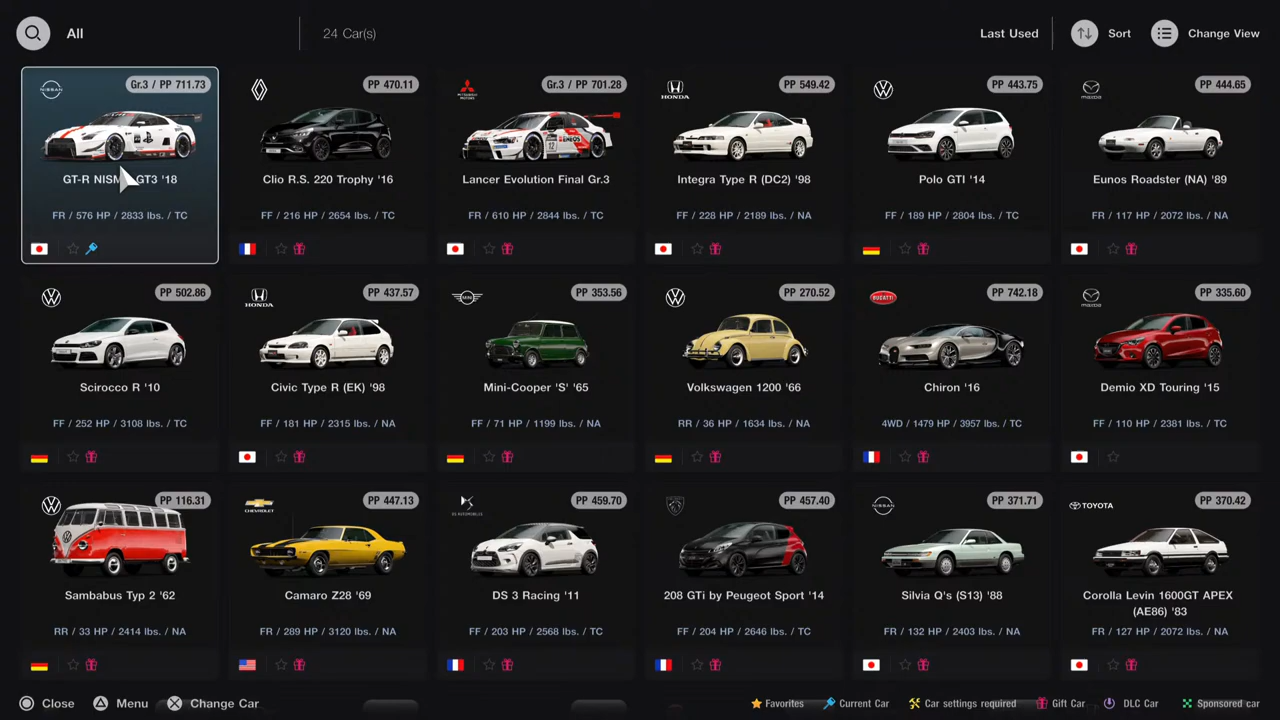 All
24 Car(s)
Last Used
Sort
Change View
NISSAN
Gr.3 / PP 711.73
GT-R NISM GT3 '18
FR / 576 HP / 2833 lbs. / TC
PP 470.11
Clio R.S. 220 Trophy '16
FF / 216 HP / 2654 lbs. / TC
MITSUBISHI MOTORS
Gr.3 / PP 701.28
ENEOS
12
Lancer Evolution Final Gr.3
FR / 610 HP / 2844 lbs. / TC
HONDA
PP 549.42
Integra Type R (DC2) '98
FF / 228 HP / 2189 lbs. / NA
PP 443.75
Polo GTI '14
FF / 189 HP / 2804 lbs. / TC
mazda
PP 444.65
Eunos Roadster (NA) '89
FR / 117 HP / 2072 lbs. / NA
PP 502.86
Scirocco R '10
FF / 252 HP / 3108 lbs. / TC
HONDA
PP 437.57
Civic Type R (EK) '98
FF / 181 HP / 2315 lbs. / NA
MINI
PP 353.56
Mini-Cooper 'S' '65
FF / 71 HP / 1199 lbs. / NA
PP 270.52
Volkswagen 1200 '66
RR / 36 HP / 1634 lbs. / NA
BUGATTI
PP 742.18
Chiron '16
4WD / 1479 HP / 3957 lbs. / TC
mazda
PP 335.60
Demio XD Touring '15
FF / 110 HP / 2381 lbs. / TC
PP 116.31
Sambabus Typ 2 '62
RR / 33 HP / 2414 lbs. / NA
CHEVROLET
PP 447.13
Camaro Z28 '69
FR / 289 HP / 3120 lbs. / NA
DS AUTOMOBILES
PP 459.70
DS 3 Racing '11
FF / 203 HP / 2568 lbs. / TC
PP 457.40
208 GTi by Peugeot Sport '14
FF / 204 HP / 2646 lbs. / TC
NISSAN
PP 371.71
Silvia Q's (S13) '88
FR / 132 HP / 2403 lbs. / NA
TOYOTA
PP 370.42
Corolla Levin 1600GT APEX
(AE86) '83
FR / 127 HP / 2072 lbs. / NA
Close
Menu
Change Car
Favorites
Current Car
Car settings required
Gift Car
DLC Car
Sponsored car